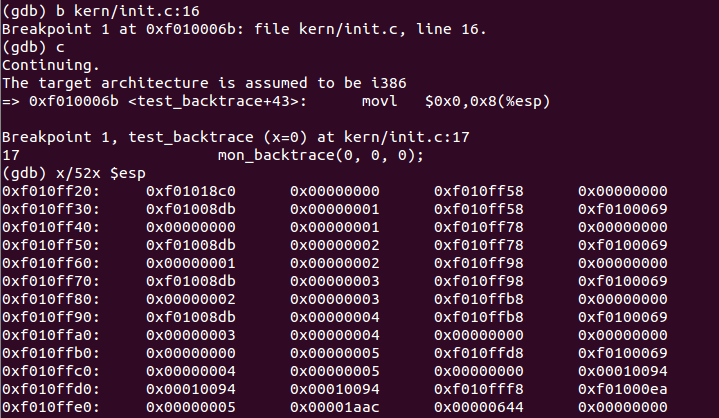 (gdb) b kern/init.c:16
Breakpoint 1 at 0xf010006b: file kern/init.c, line 16.
(gdb) c
Continuing.
The target architecture is assumed to be i386
=> 0xf010006b <test_backtrace+43>: movl $0x0,0x8(%esp)
Breakpoint 1, test_backtrace (x=0) at kern/init.c:17
17 mon_backtrace(0, 0, 0);
(gdb) x/52x $esp
0xf010ff20: 0xf01018c0 0x00000000 0xf010ff58 0x00000000
0xf010ff30: 0xf01008db 0x00000001 0xf010ff58 0xf0100069
0xf010ff40: 0x00000000 0x00000001 0xf010ff78 0x00000000
0xf010ff50: 0xf01008db 0x00000002 0xf010ff78 0xf0100069
0xf010ff60: 0x00000001 0x00000002 0xf010ff98 0x00000000
0xf010ff70: 0xf01008db 0x00000003 0xf010ff98 0xf0100069
0xf010ff80: 0x00000002 0x00000003 0xf010ffb8 0x00000000
0xf010ff90: 0xf01008db 0x00000004 0xf010ffb8 0xf0100069
0xf010ffa0: 0x00000003 0x00000004 0x00000000 0x00000000
0xf010ffb0: 0x00000000 0x00000005 0xf010ffd8 0xf0100069
0xf010ffc0: 0x00000004 0x00000005 0x00000000 0x00010094
0xf010ffd0: 0x00010094 0x00010094 0xf010fff8 0xf01000ea
0xf010ffe0: 0x00000005 0x00001aac 0x00000644 0x00000000